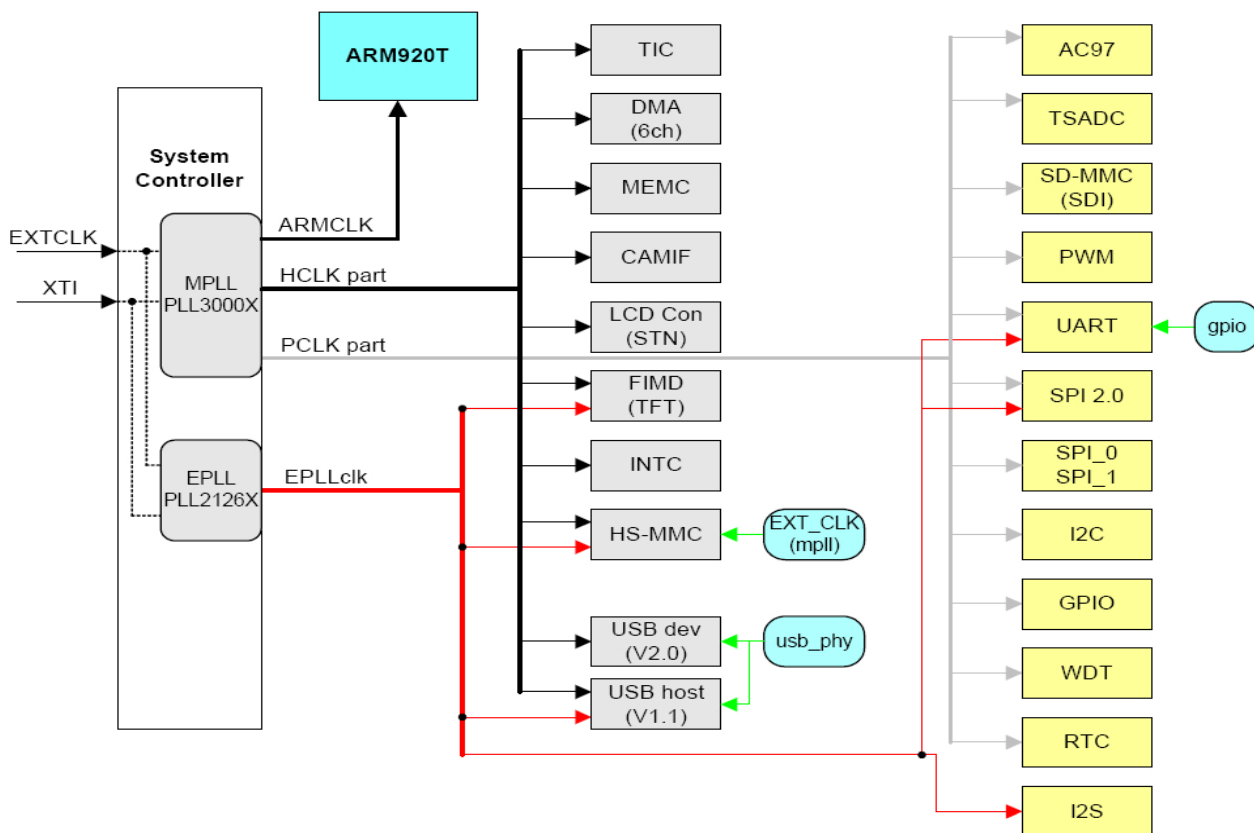 ARM920T
System
Controller
EXTCLK
XTI
MPLL
PLL3000X
EPLL
PLL2126X
ARMCLK
HCLK part
PCLK part
EPLLclk
TIC
DMA
(6ch)
MEMC
CAMIF
LCD Con
(STN)
FIMD
(TFT)
INTC
HS-MMC
EXT_CLK
(mpll)
USB dev
(V2.0)
usb_phy
USB host
(V1.1)
AC97
TSADC
SD-MMC
(SDI)
PWM
UART
gpio
SPI 2.0
SPI_0
SPI_1
I2C
GPIO
WDT
RTC
I2S